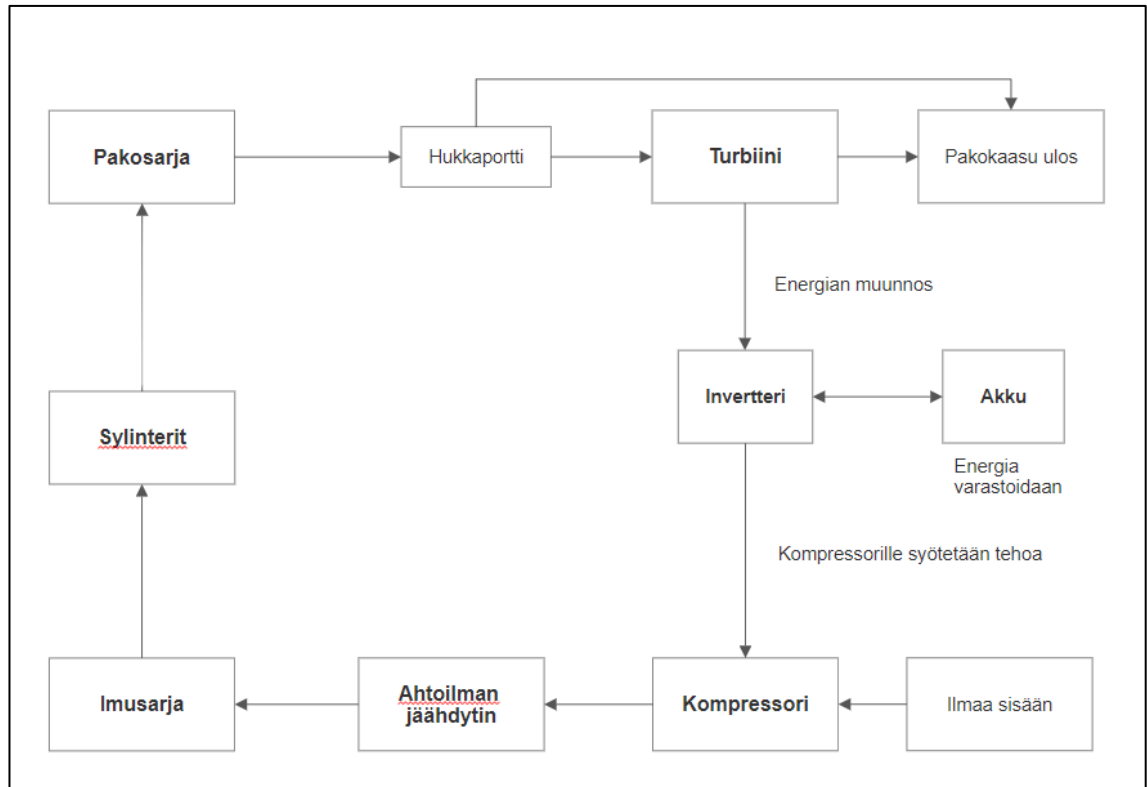 Pakosarja
Hukkaportti
Turbiini
Pakokaasu ulos
Energian muunnos
Invertteri
Akku
Sylinterit
Energia
varastoidaan
Kompressorille syötetään tehoa
Imusarja
Ahtoilman
jäähdytin
Kompressori
Ilmaa sisään